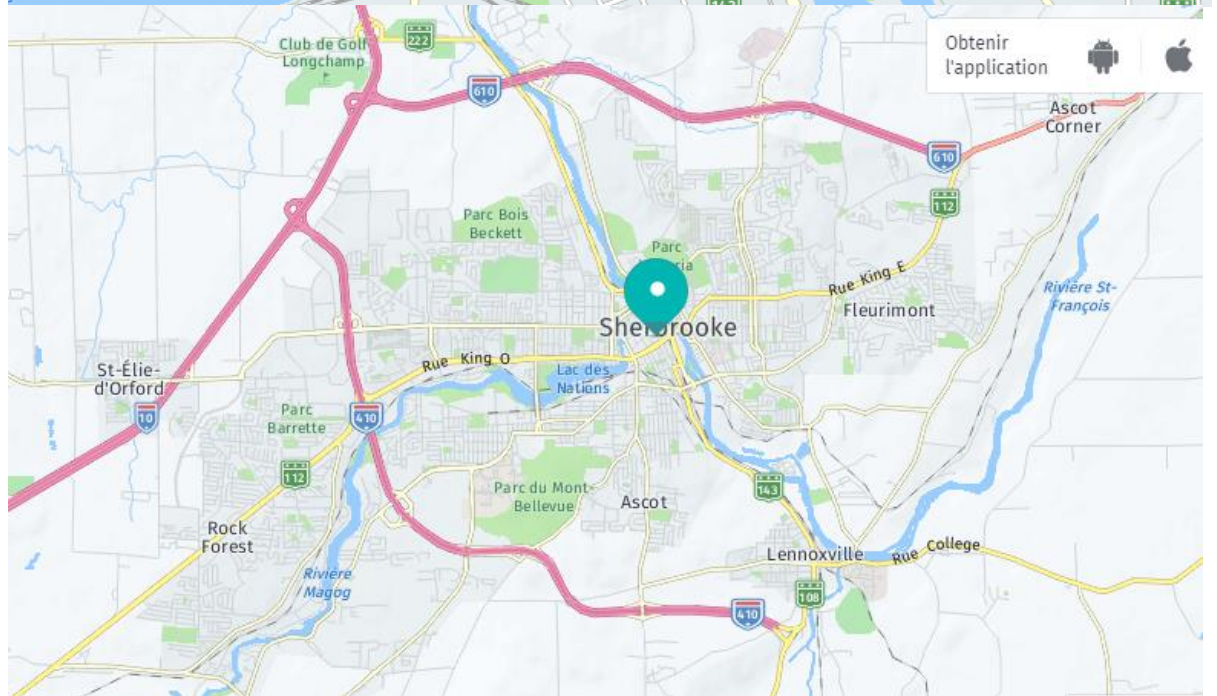 143
222
Club de Golf
Longchamp
Obtenir
l'application
610
Ascot
Corner
610
112
Parc Bois
Beckett
Parc
Rue King E
Rivière St-
François
Fleurimont
Sherbrooke
Rue King O
St-Élie-
d'Orford
Lac des
Nations
10
Parc
Barrette
410
112
Parc du Mont-
Bellevue
143
Ascot
Rock
Forest
Lennoxville
Rue College
Rivière
Magog
108
410